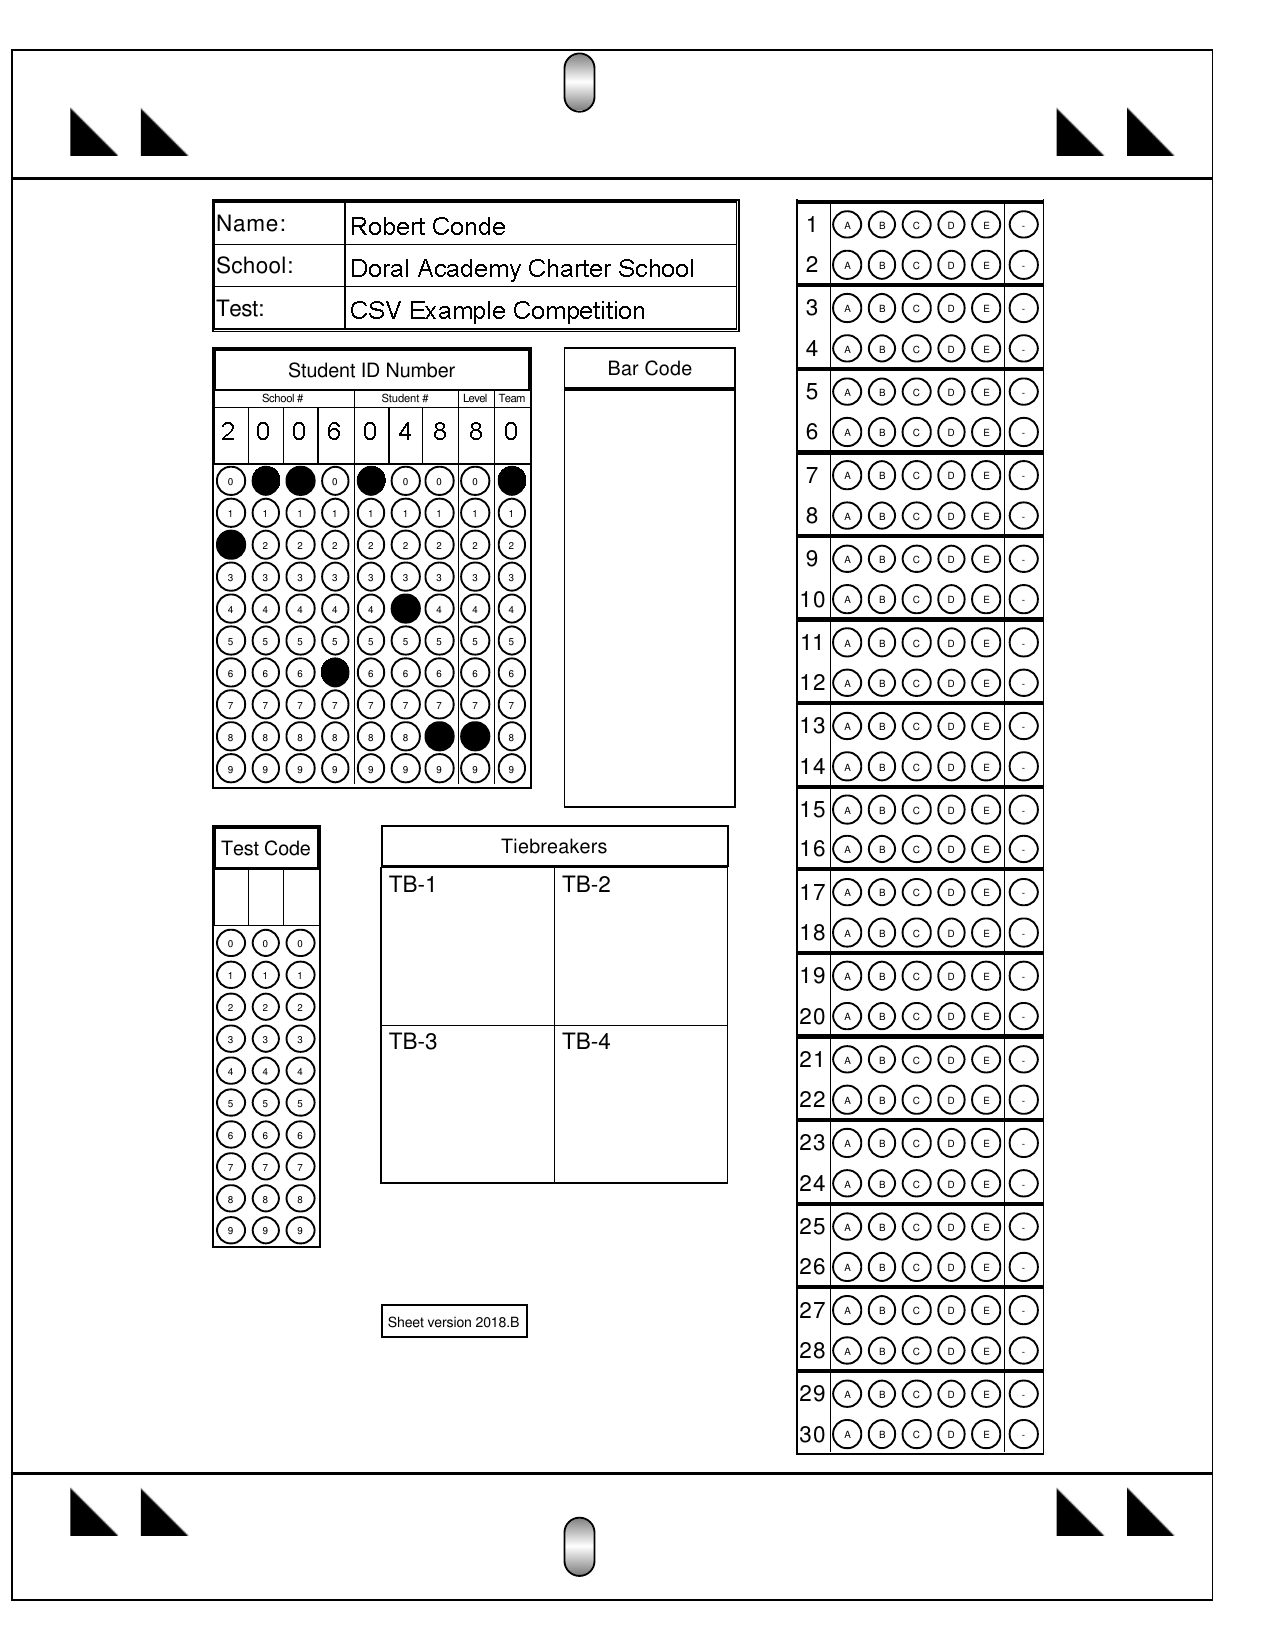 Name: Robert Conde
School: Doral Academy Charter School
Test: CSV Example Competition
Student ID Number
School # Student # Level Team
2 0 0 6 0 4 8 8 0
0 0 0 0
1 1 1 1 1 1 1 1 1
2 2 2 2 2 2 2 2
3 3 3 3 3 3 3 3 3
4 4 4 4 4 4 4 4
5 5 5 5 5 5 5 5 5
6 6 6 6 6 6 6 6
7 7 7 7 7 7 7 7 7
8 8 8 8 8 8 8
9 9 9 9 9 9 9 9 9
Bar Code
Test Code
0 0 0
1 1 1
2 2 2
3 3 3
4 4 4
5 5 5
6 6 6
7 7 7
8 8 8
9 9 9
Tiebreakers
TB-1 TB-2
TB-3 TB-4
Sheet version 2018.B
1 A B C D E -
2 A B C D E -
3 A B C D E -
4 A B C D E -
5 A B C D E -
6 A B C D E -
7 A B C D E -
8 A B C D E -
9 A B C D E -
10 A B C D E -
11 A B C D E -
12 A B C D E -
13 A B C D E -
14 A B C D E -
15 A B C D E -
16 A B C D E -
17 A B C D E -
18 A B C D E -
19 A B C D E -
20 A B C D E -
21 A B C D E -
22 A B C D E -
23 A B C D E -
24 A B C D E -
25 A B C D E -
26 A B C D E -
27 A B C D E -
28 A B C D E -
29 A B C D E -
30 A B C D E -